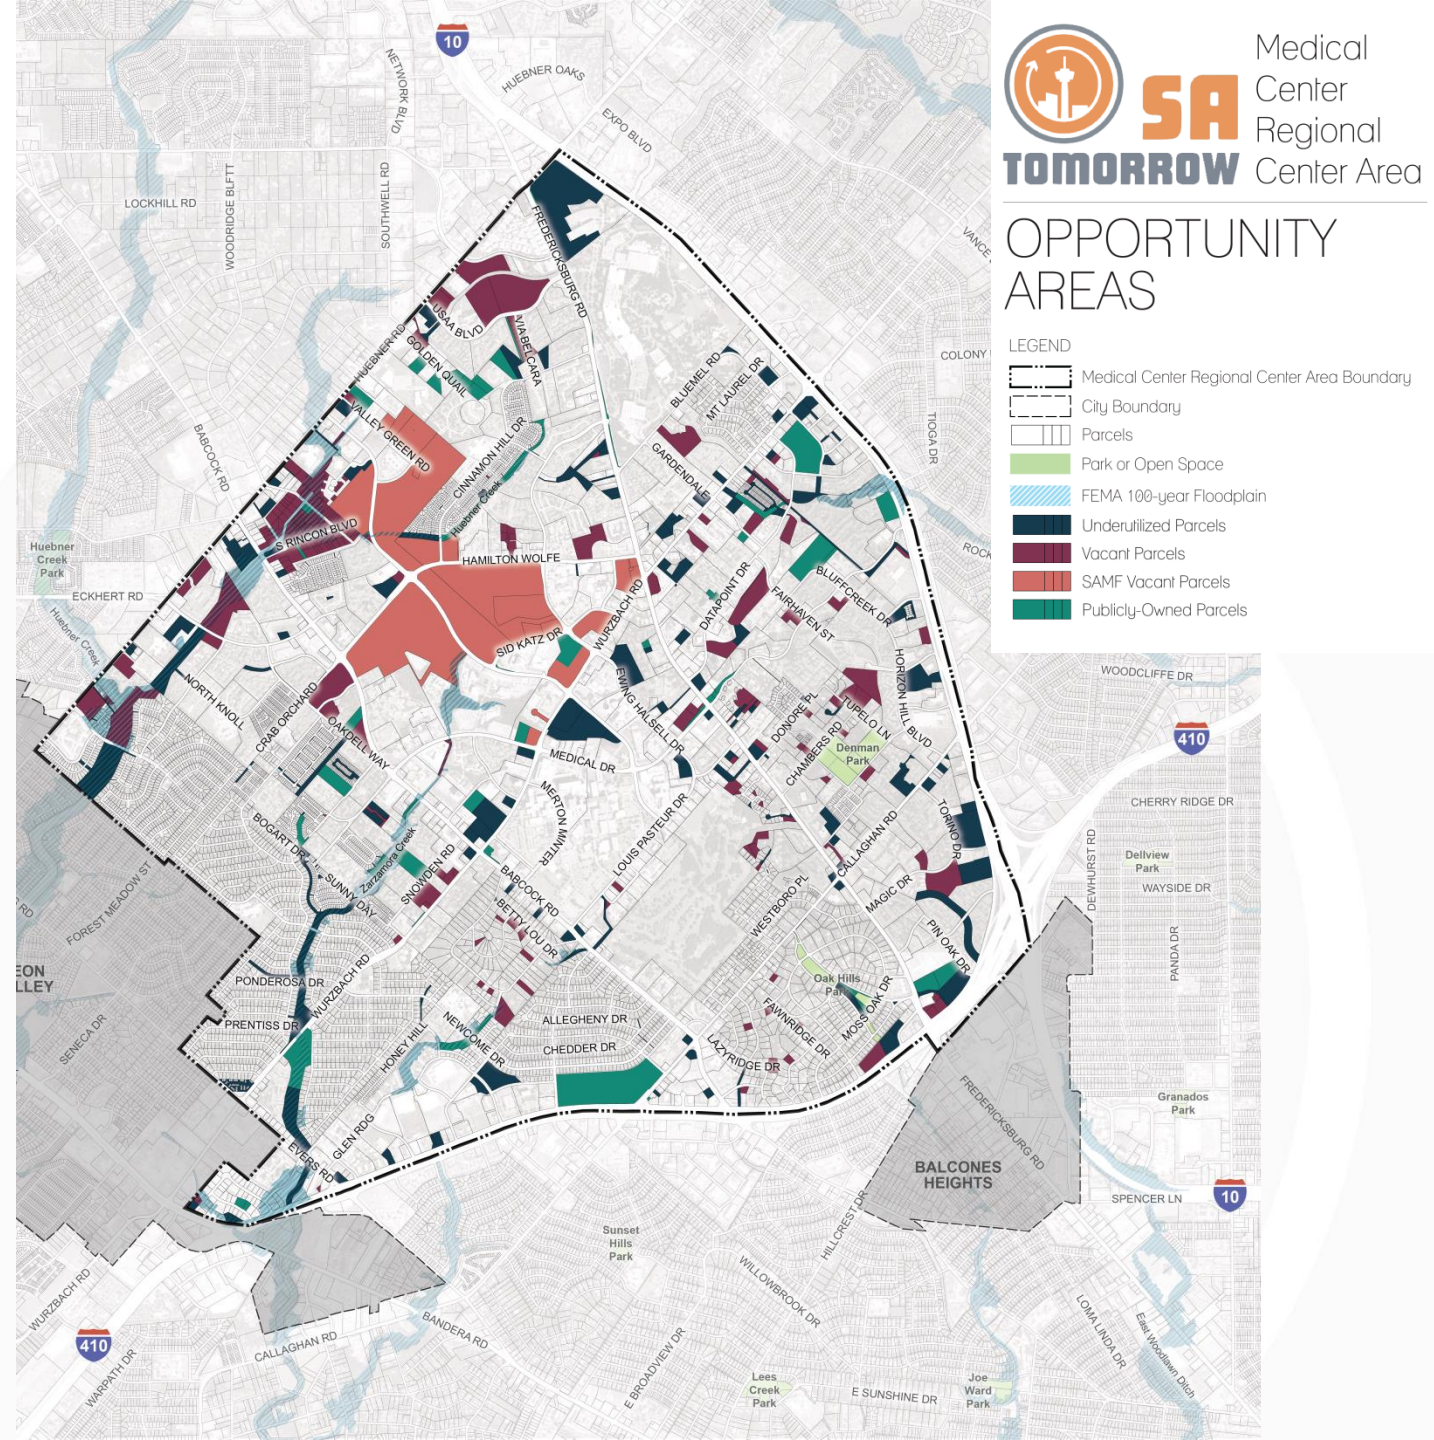 SA
TOMORROW
Medical
Center
Regional
Center Area
OPPORTUNITY
AREAS
LEGEND
Medical Center Regional Center Area Boundary
City Boundary
Parcels
Park or Open Space
FEMA 100-year Floodplain
Underutilized Parcels
Vacant Parcels
SAMF Vacant Parcels
Publicly-Owned Parcels
10
NETWORK BLVD
HUEBNER OAKS
EXPO BLVD
LOCKHILL RD
WOODRIDGE BLFTT
SOUTHWELL RD
VANCE
FREDERICKSBURG RD
USAA BLVD
VIA BELCARA
HUEBNER RD
GOLDEN QUAIL
COLONY
BLUEMEL RD
MT LAUREL DR
TIOGA DR
VALLEY GREEN RD
BABCOCK RD
CINNAMON HILL DR
GARDENDALE
Huebner Creek
S RINCON BLVD
HAMILTON WOLFE
ROCK
Huebner
Creek
Park
ECKHERT RD
Huebner Creek
DATAPOINT DR
BLUFFCREEK DR
FAIRHAVEN ST
WURZBACH RD
SID KATZ DR
HORIZON HILL BLVD
WOODCLIFFE DR
NORTH KNOLL
CRAB ORCHARD
OAKDELL WAY
EWING HALSELL DR
DONORE PL
TUPELO LN
CHAMBERS RD
Denman
Park
410
MEDICAL DR
MERTON MINTER
LOUIS PASTEUR DR
CALLAGHAN RD
TORINO DR
CHERRY RIDGE DR
DEWHURST RD
Dellview
Park
WAYSIDE DR
BOGART DR
SUNNY DAY
Zarzamora Creek
SNOWDEN RD
BABCOCK RD
BETTY LOU DR
WESTBORO PL
MAGIC DR
PIN OAK DR
PANDA DR
FOREST MEADOW ST
RD
EON
LLEY
PONDEROSA DR
WURZBACH RD
PRENTISS DR
SENECA DR
HONEY HILL
NEWCOME DR
ALLEGHENY DR
CHEDDER DR
Oak Hills
Park
MOSS OAK DR
FAWNRIDGE DR
LAZYRIDGE DR
FREDERICKSBURG RD
Granados
Park
GLEN RDG
EVERS RD
BALCONES
HEIGHTS
SPENCER LN
10
HILLCREST DR
Sunset
Hills
Park
WILLOWBROOK DR
WURZBACH RD
410
WARPATH DR
CALLAGHAN RD
BANDERA RD
E BROADVIEW DR
Lees
Creek
Park
E SUNSHINE DR
Joe
Ward
Park
LOMA LINDA DR
East Woodlawn Ditch